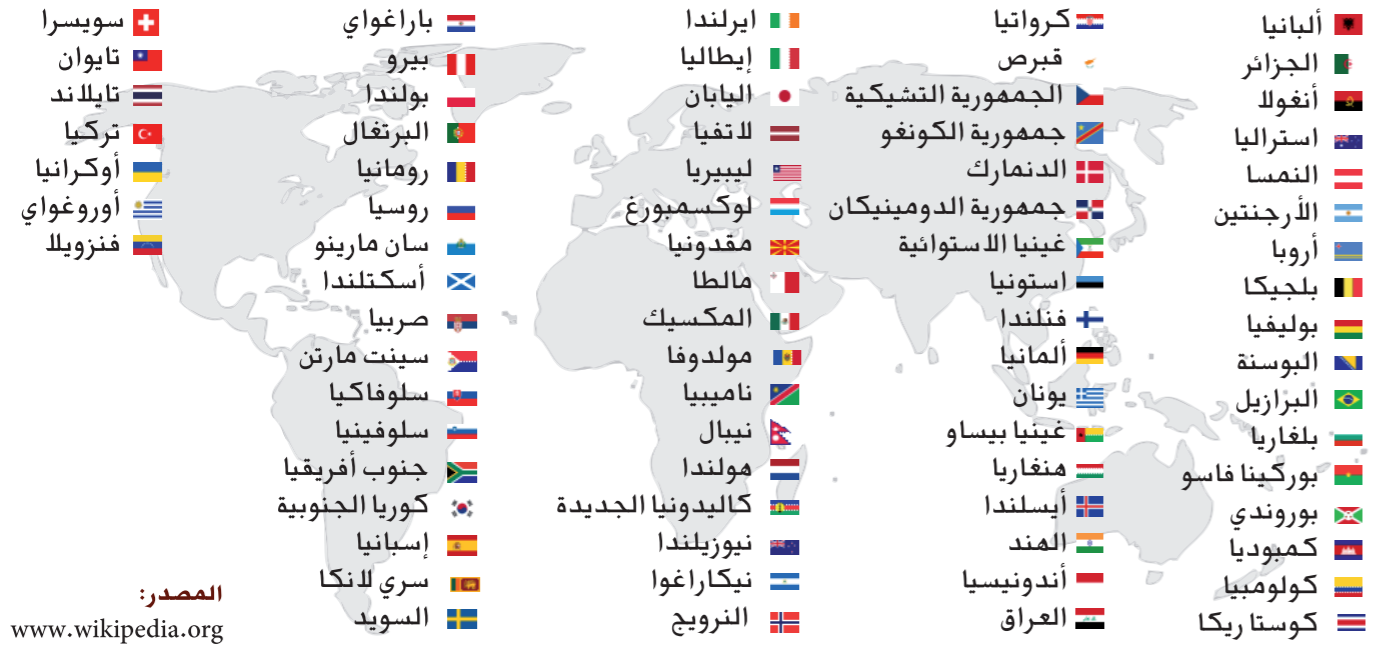 ألبانيا
الجزائر
أنغولا
استراليا
النمسا
الأرجنتين
أروبا
بلجيكا
بوليفيا
البوسنة
البرازيل
بلغاريا
بوركينا فاسو
بوروندي
كمبوديا
كولومبيا
كوستا ريكا
كرواتيا
قبرص
الجمهورية التشيكية
جمهورية الكونغو
الدنمارك
جمهورية الدومينيكان
غينيا الاستوائية
استونيا
فنلندا
ألمانيا
يونان
غينيا بيساو
هنغاريا
أيسلندا
الهند
أندونيسيا
العراق
ايرلندا
إيطاليا
اليابان
لاتفيا
ليبيريا
لوكسمبورغ
مقدونيا
مالطا
المكسيك
مولدوفا
ناميبيا
نيبال
هولندا
كاليدونيا الجديدة
نيوزيلندا
نيكاراغوا
النرويج
باراغواي
بيرو
بولندا
البرتغال
رومانيا
روسيا
سان مارينو
أسكتلندا
صربيا
سينت مارتن
سلوفاكيا
سلوفينيا
جنوب أفريقيا
كوريا الجنوبية
إسبانيا
سري لانكا
السويد
سويسرا
تايوان
تايلاند
تركيا
أوكرانيا
أوروغواي
فنزويلا
المصدر:
www.wikipedia.org